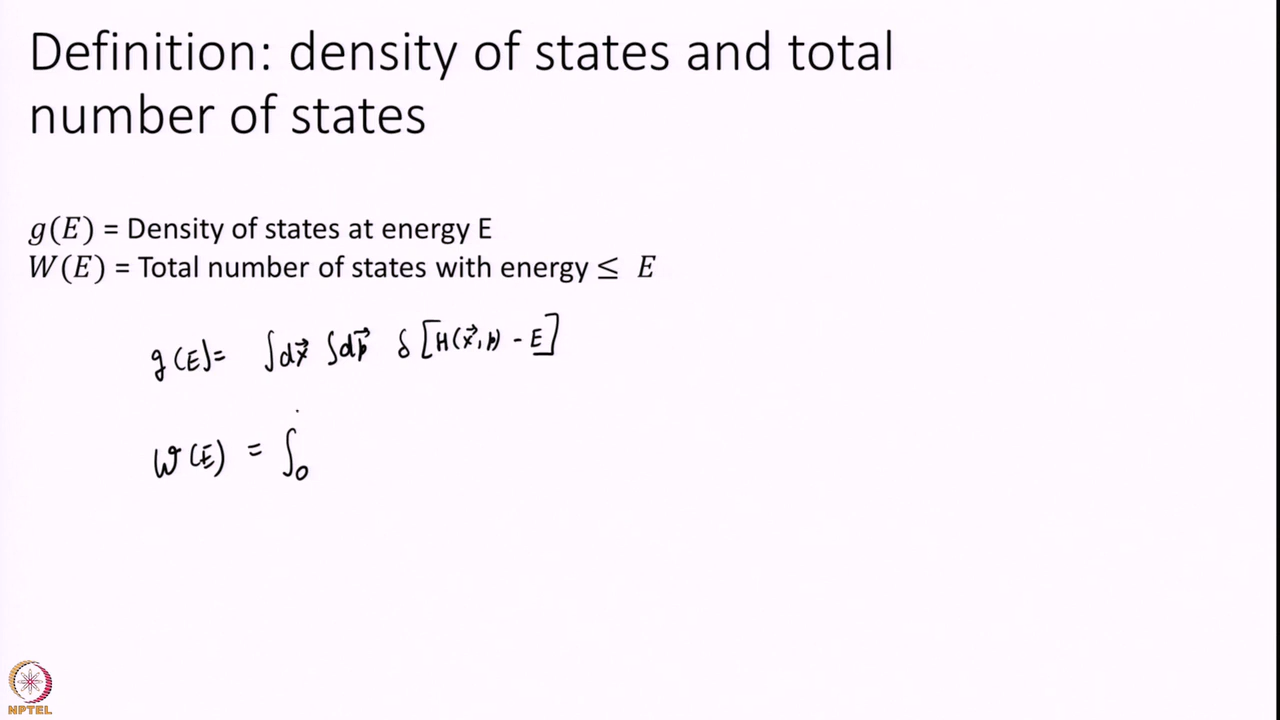 Definition: density of states and total
number of states
g(E) = Density of states at energy E
W(E) = Total number of states with energy ≤ E
g(E) = ∫dx⃗ ∫dp⃗ δ[H(x⃗, p) - E]
W(E) = ∫₀
NPTEL